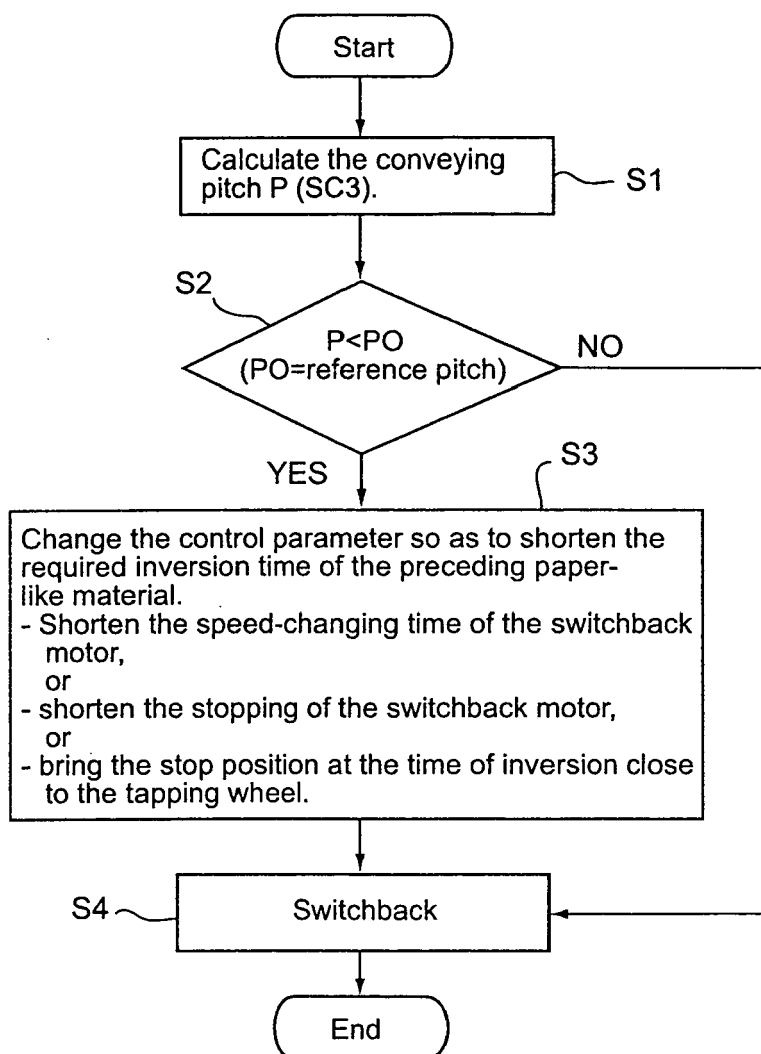 Start
Calculate the conveying
pitch P (SC3).
S1
S2
P<PO
(PO=reference pitch)
NO
YES
S3
Change the control parameter so as to shorten the
required inversion time of the preceding paper-
like material.
- Shorten the speed-changing time of the switchback
motor,
or
- shorten the stopping of the switchback motor,
or
- bring the stop position at the time of inversion close
to the tapping wheel.
S4
Switchback
End